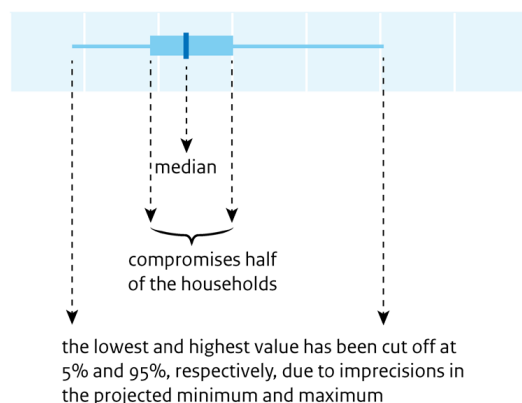 median
compromises half
of the households
the lowest and highest value has been cut off at
5% and 95%, respectively, due to imprecisions in
the projected minimum and maximum